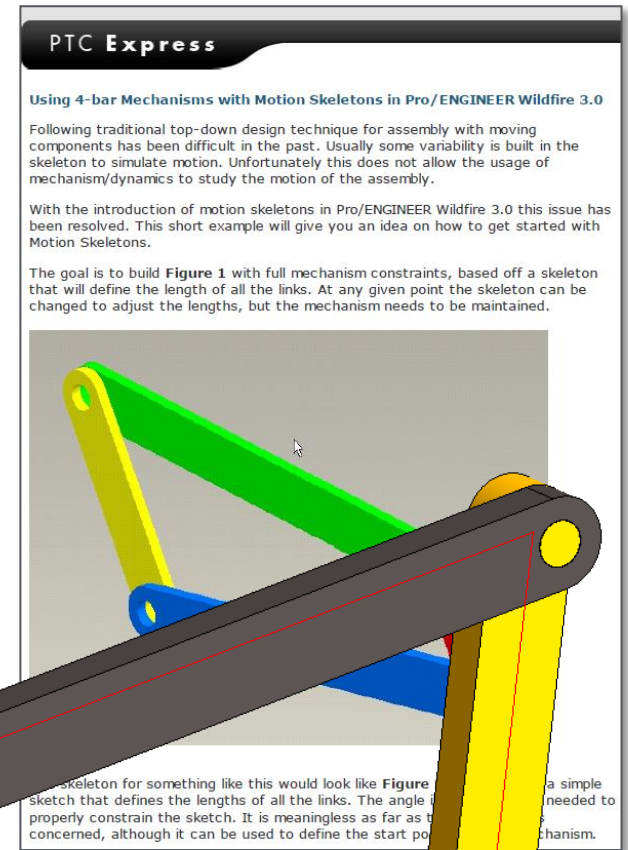 PTC Express
Using 4-bar Mechanisms with Motion Skeletons in Pro/ENGINEER Wildfire 3.0
Following traditional top-down design technique for assembly with moving
components has been difficult in the past. Usually some variability is built in the
skeleton to simulate motion. Unfortunately this does not allow the usage of
mechanism/dynamics to study the motion of the assembly.
With the introduction of motion skeletons in Pro/ENGINEER Wildfire 3.0 this issue has
been resolved. This short example will give you an idea on how to get started with
Motion Skeletons.
The goal is to build Figure 1 with full mechanism constraints, based off a skeleton
that will define the length of all the links. At any given point the skeleton can be
changed to adjust the lengths, but the mechanism needs to be maintained.
skeleton for something like this would look like Figure a simple
sketch that defines the lengths of all the links. The angle needed to
properly constrain the sketch. It is meaningless as far as
concerned, although it can be used to define the start